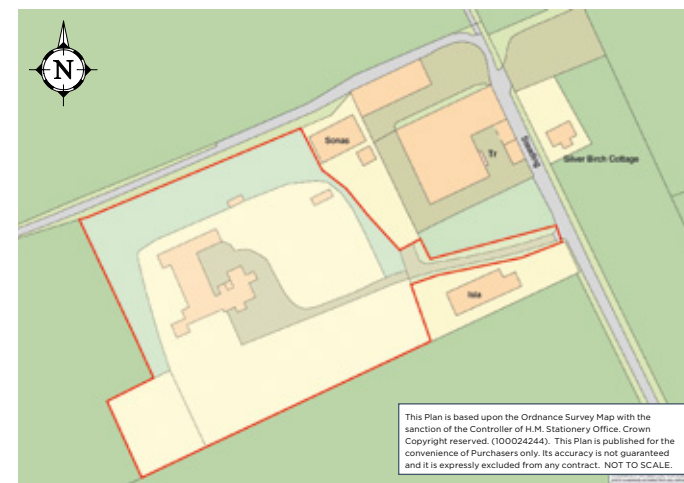 N
Sonas
Tr
Steading
Silver Birch Cottage
Isla
This Plan is based upon the Ordnance Survey Map with the
sanction of the Controller of H.M. Stationery Office. Crown
Copyright reserved. (100024244). This Plan is published for the
convenience of Purchasers only. Its accuracy is not guaranteed
and it is expressly excluded from any contract. NOT TO SCALE.